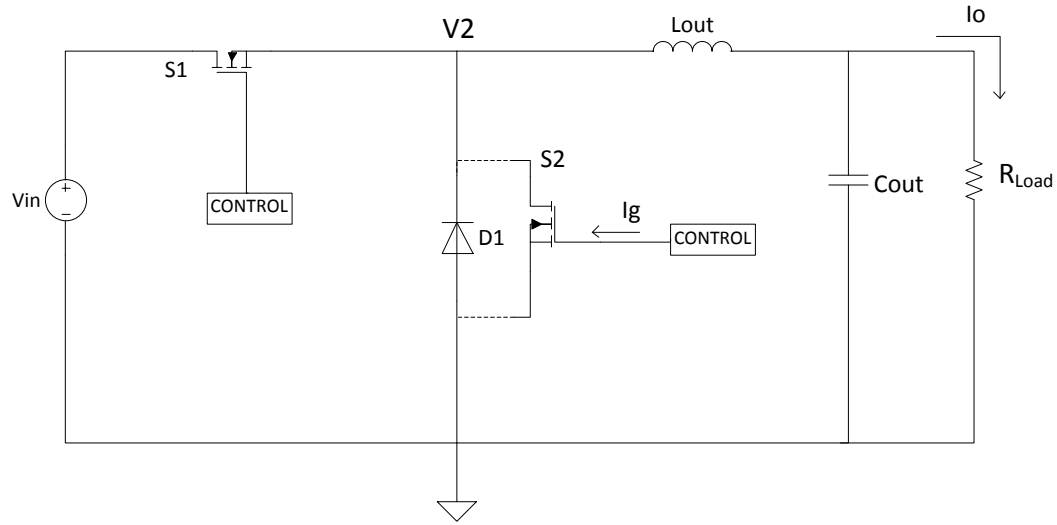 V2
Lout
Io
S1
S2
Vin
CONTROL
D1
Ig
CONTROL
Cout
RLoad